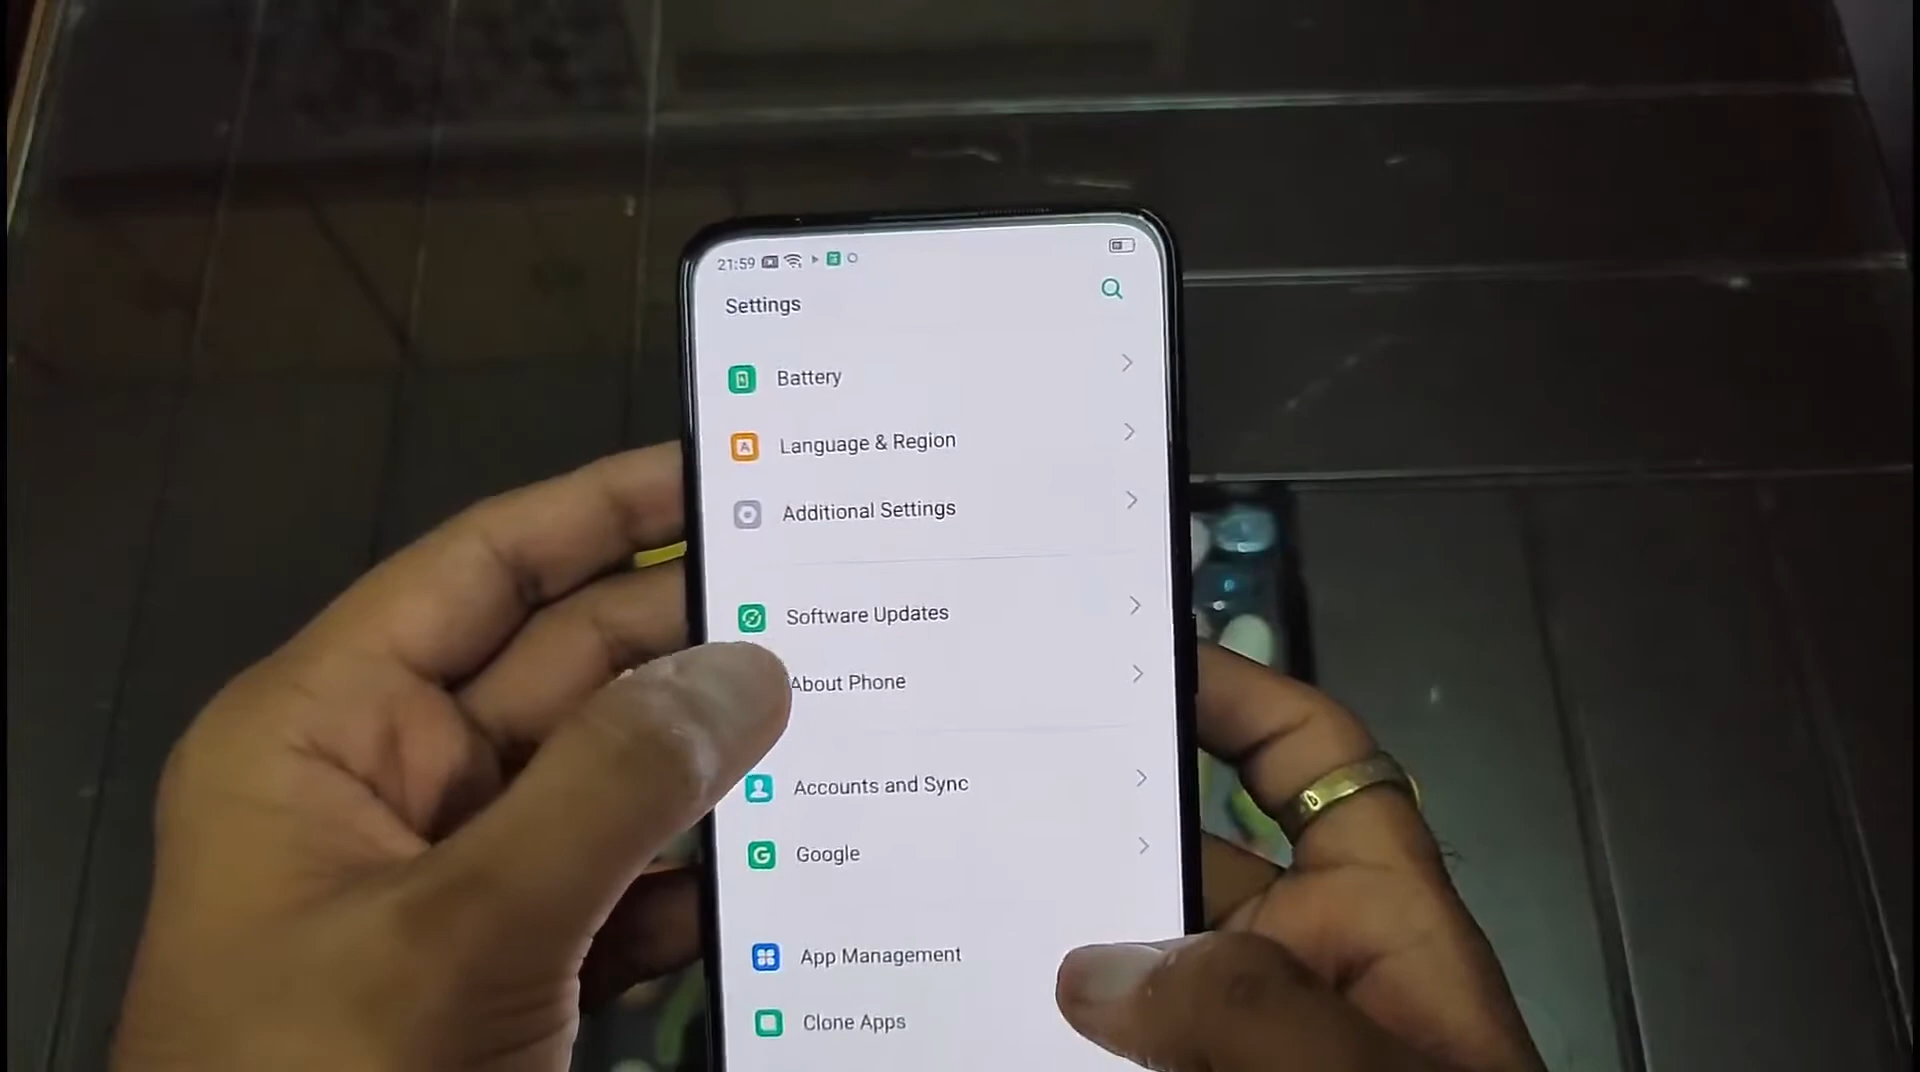 21:59
Settings
Battery
Language & Region
Additional Settings
Software Updates
About Phone
Accounts and Sync
Google
App Management
Clone Apps